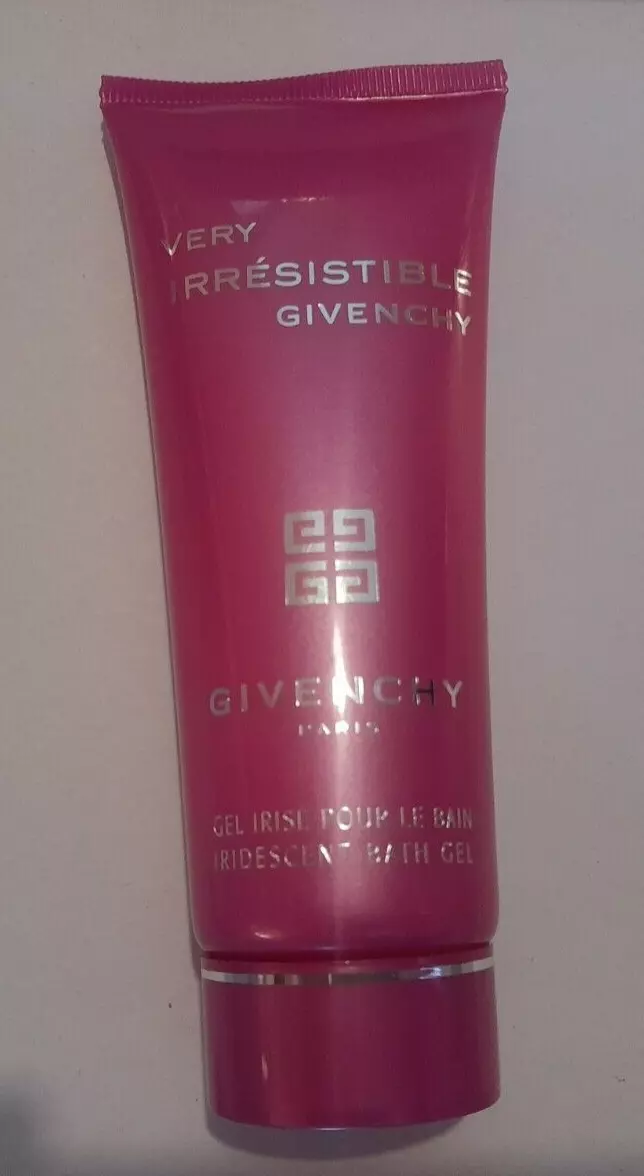 VERY
IRRÉSISTIBLE
GIVENCHY
GIVENCHY
PARIS
GEL IRISÉ POUR LE BAIN
IRIDESCENT BATH GEL